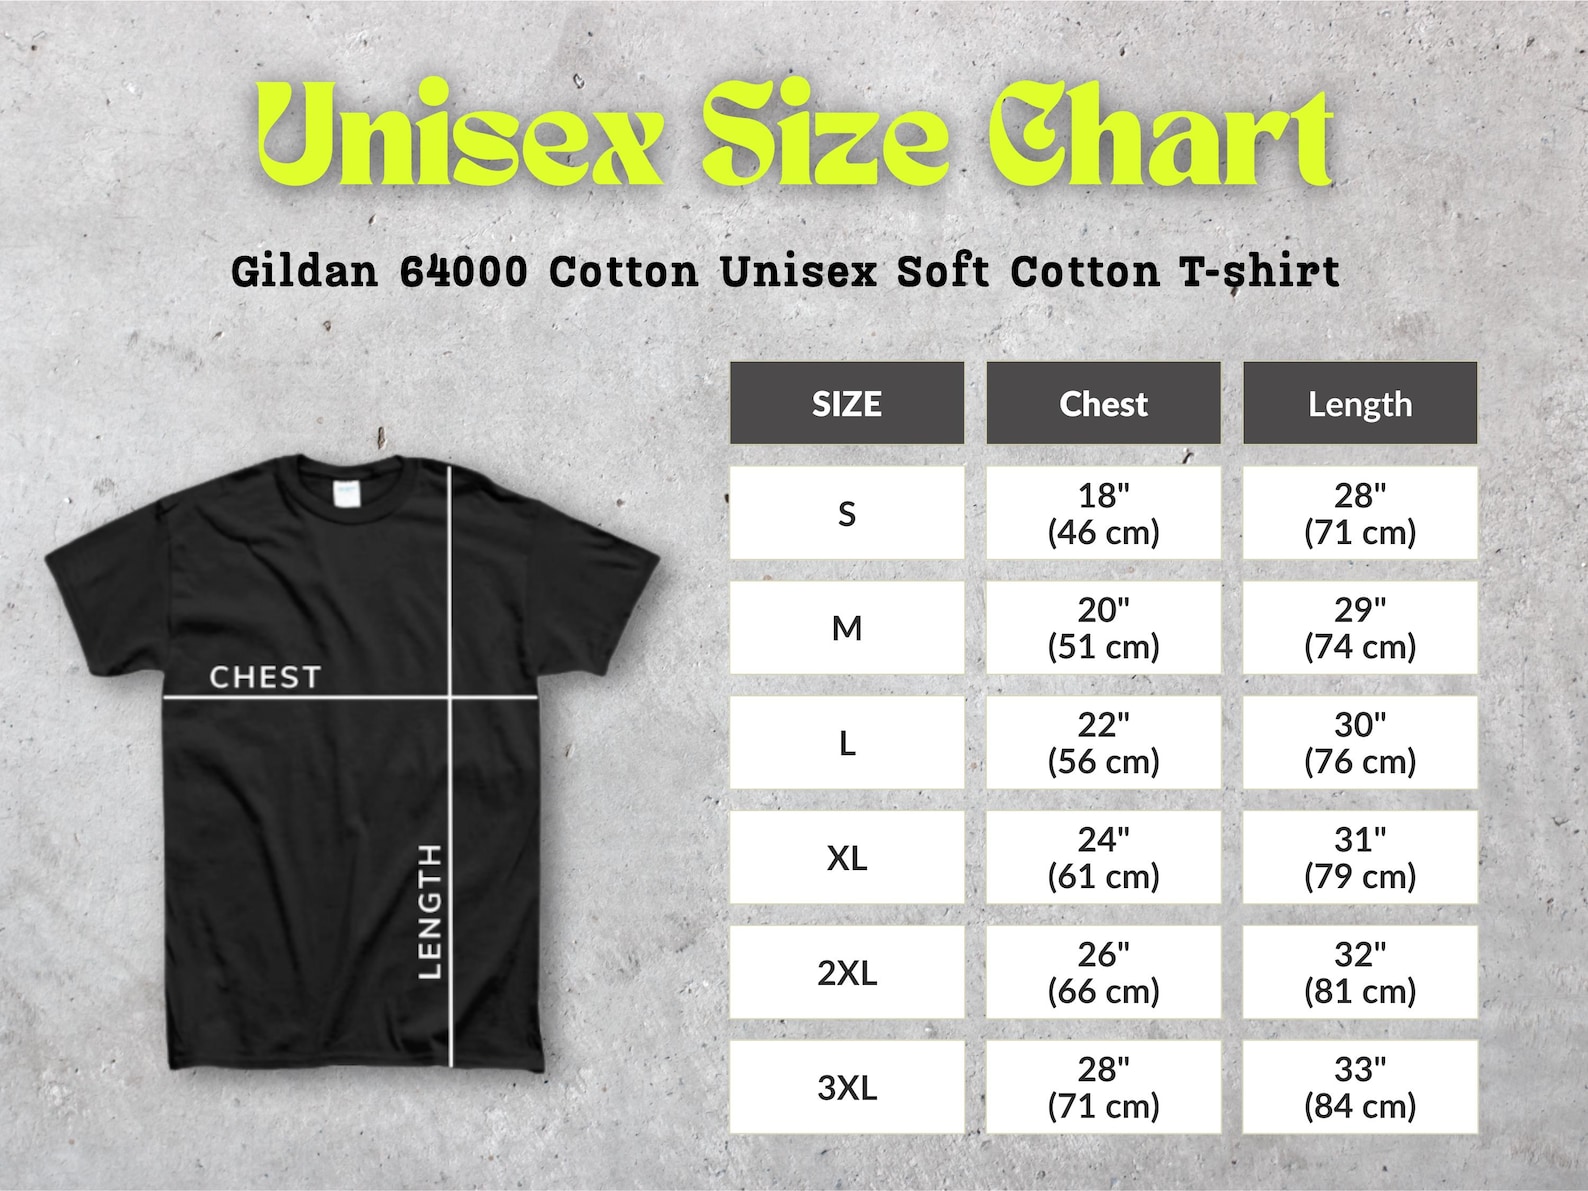 Unisex Size Chart
Gildan 64000 Cotton Unisex Soft Cotton T-shirt
SIZE Chest Length
S 18" (46 cm) 28" (71 cm)
M 20" (51 cm) 29" (74 cm)
L 22" (56 cm) 30" (76 cm)
XL 24" (61 cm) 31" (79 cm)
2XL 26" (66 cm) 32" (81 cm)
3XL 28" (71 cm) 33" (84 cm)
CHEST
LENGTH